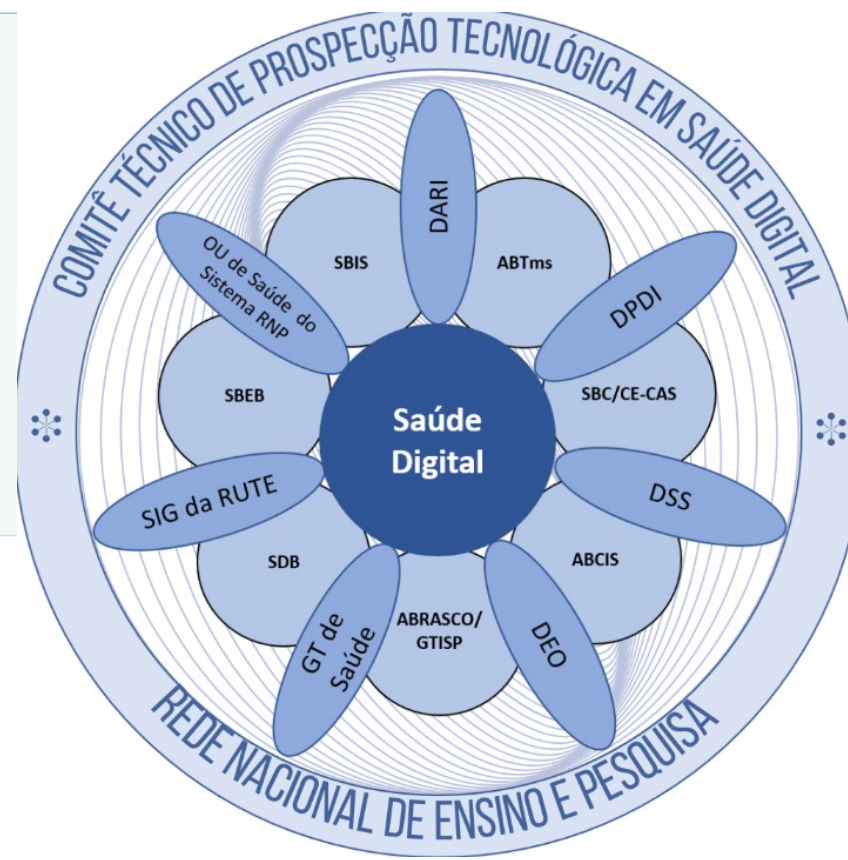 COMITÊ TÉCNICO DE PROSPECÇÃO TECNOLÓGICA EM SAÚDE DIGITAL
DARI
SBIS
ABTms
OU de Saúde do
Sistema RNP
DPDI
SBEB
SBC/CE-CAS
Saúde
Digital
SIG da RUTE
DSS
SDB
ABCIS
ABRASCO/
GTISP
GT de
Saúde
DEO
REDE NACIONAL DE ENSINO E PESQUISA